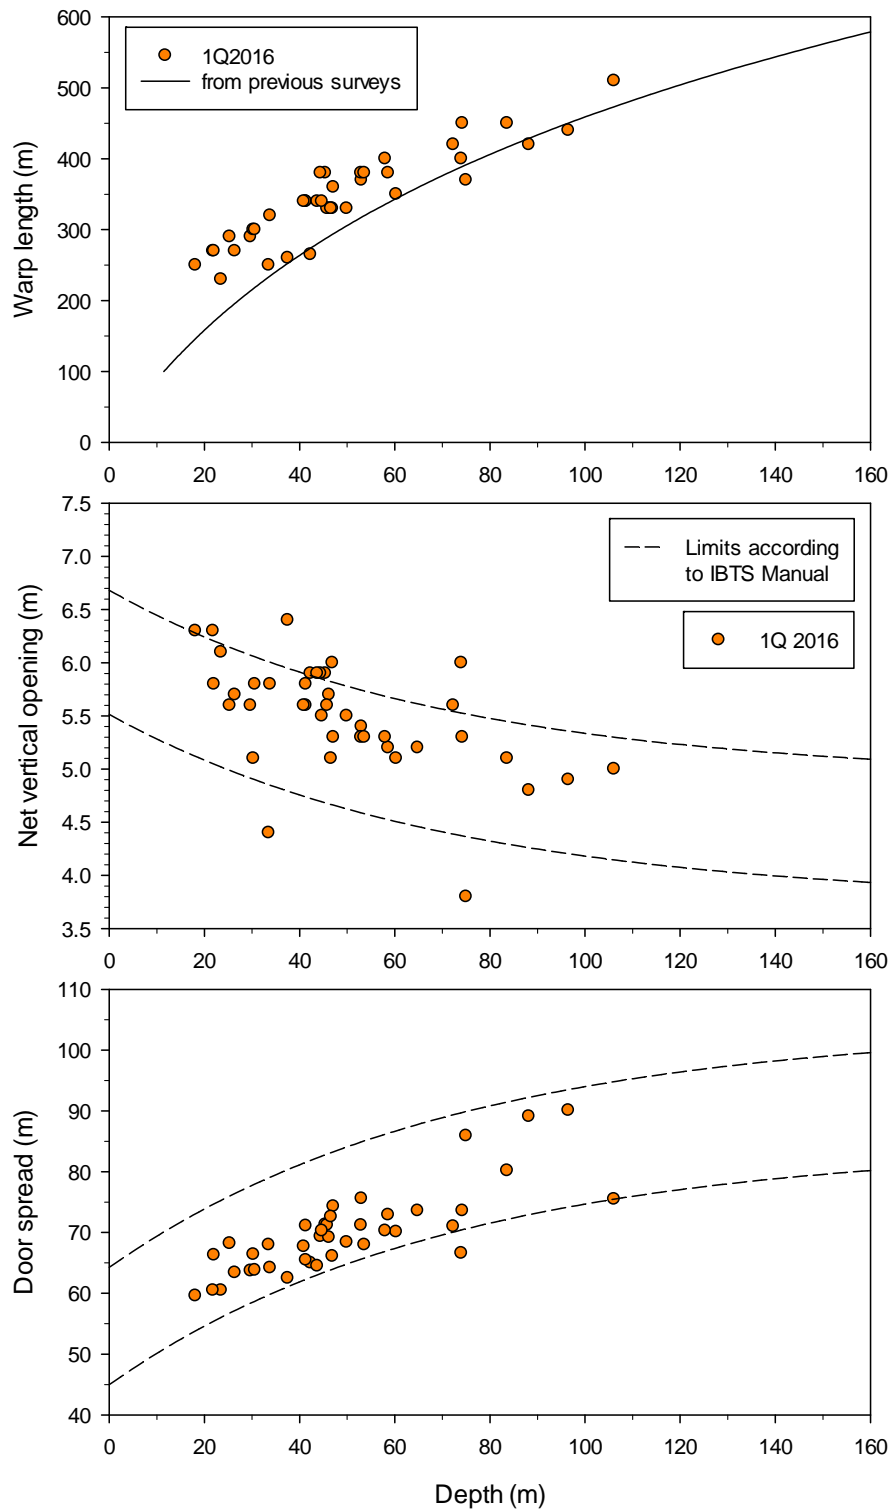 600
1Q2016
from previous surveys
500
400
300
200
100
0
Warp length (m)
0 20 40 60 80 100 120 140 160
7.5
Limits according
to IBTS Manual
7.0
6.5
1Q 2016
6.0
5.5
5.0
4.5
4.0
3.5
Net vertical opening (m)
0 20 40 60 80 100 120 140 160
110
100
90
80
70
60
50
40
Door spread (m)
0 20 40 60 80 100 120 140 160
Depth (m)